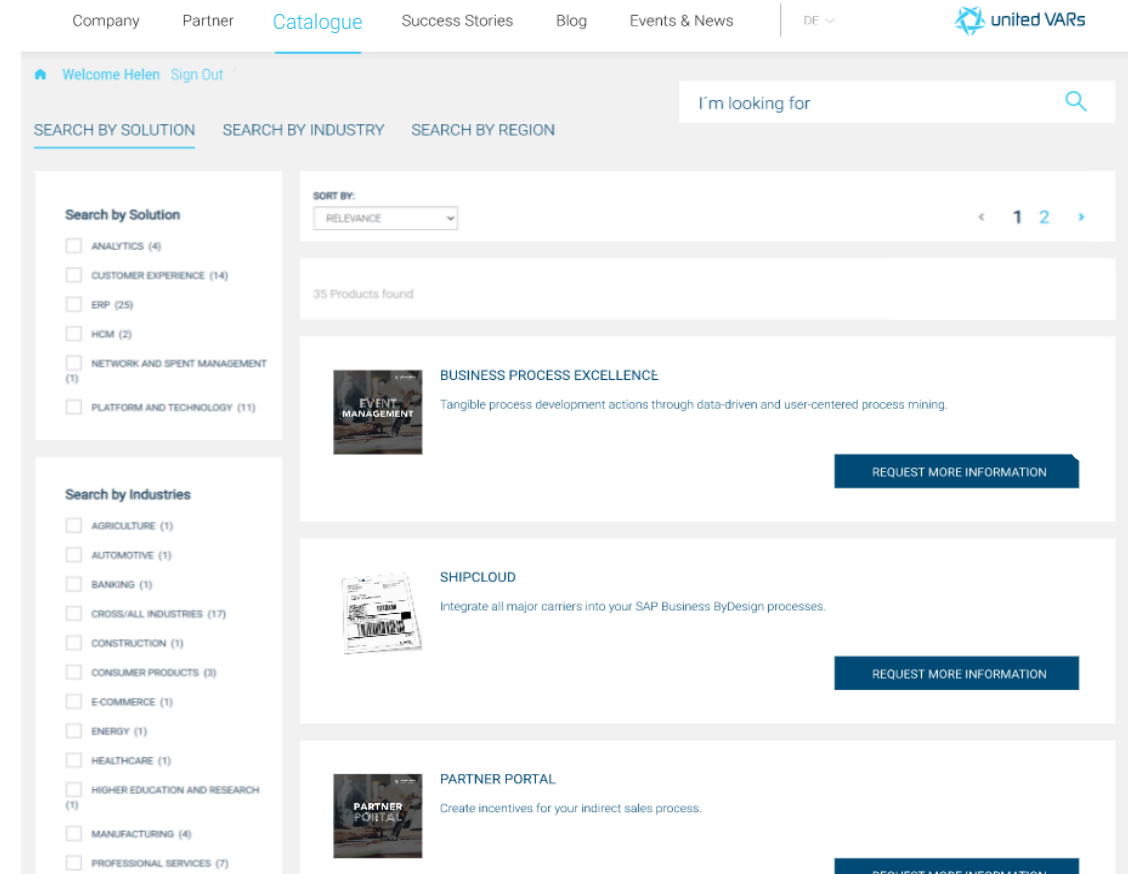 Company Partner Catalogue Success Stories Blog Events & News DE united VARs
Welcome Helen Sign Out
I´m looking for
SEARCH BY SOLUTION SEARCH BY INDUSTRY SEARCH BY REGION
Search by Solution
ANALYTICS (4)
CUSTOMER EXPERIENCE (14)
ERP (25)
HCM (2)
NETWORK AND SPENT MANAGEMENT
(1)
PLATFORM AND TECHNOLOGY (11)
Search by Industries
AGRICULTURE (1)
AUTOMOTIVE (1)
BANKING (1)
CROSS/ALL INDUSTRIES (17)
CONSTRUCTION (1)
CONSUMER PRODUCTS (3)
E-COMMERCE (1)
ENERGY (1)
HEALTHCARE (1)
HIGHER EDUCATION AND RESEARCH
(1)
MANUFACTURING (4)
PROFESSIONAL SERVICES (7)
SORT BY:
RELEVANCE
< 1 2 >
35 Products found
EVENT
MANAGEMENT
BUSINESS PROCESS EXCELLENCE
Tangible process development actions through data-driven and user-centered process mining.
REQUEST MORE INFORMATION
SHIPCLOUD
Integrate all major carriers into your SAP Business ByDesign processes.
REQUEST MORE INFORMATION
PARTNER
PORTAL
PARTNER PORTAL
Create incentives for your indirect sales process.
REQUEST MORE INFORMATION